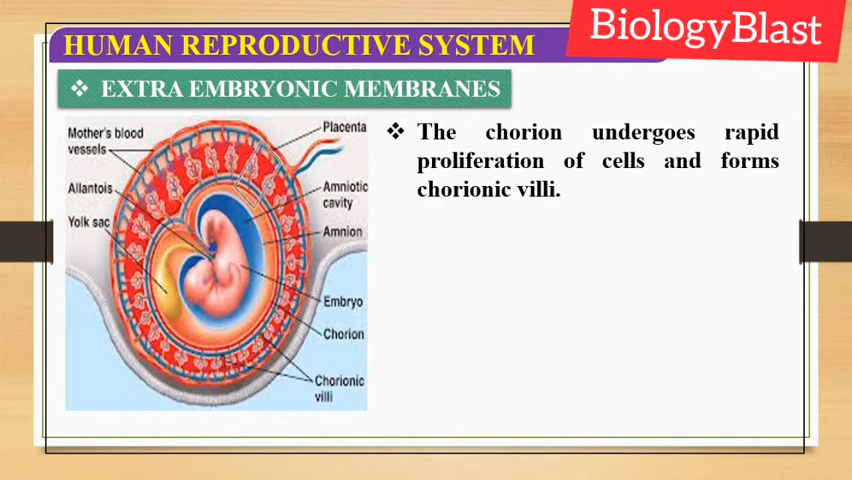 BiologyBlast
HUMAN REPRODUCTIVE SYSTEM
❖ EXTRA EMBRYONIC MEMBRANES
Mother's blood
vessels
Allantois
Yolk sac
Placenta
Amniotic
cavity
Amnion
Embryo
Chorion
Chorionic
villi
❖ The chorion undergoes rapid
proliferation of cells and forms
chorionic villi.